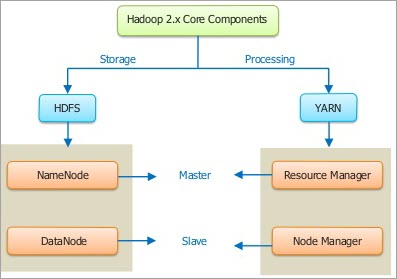 Hadoop 2.x Core Components
Storage
Processing
HDFS
YARN
NameNode
Master
Resource Manager
DataNode
Slave
Node Manager